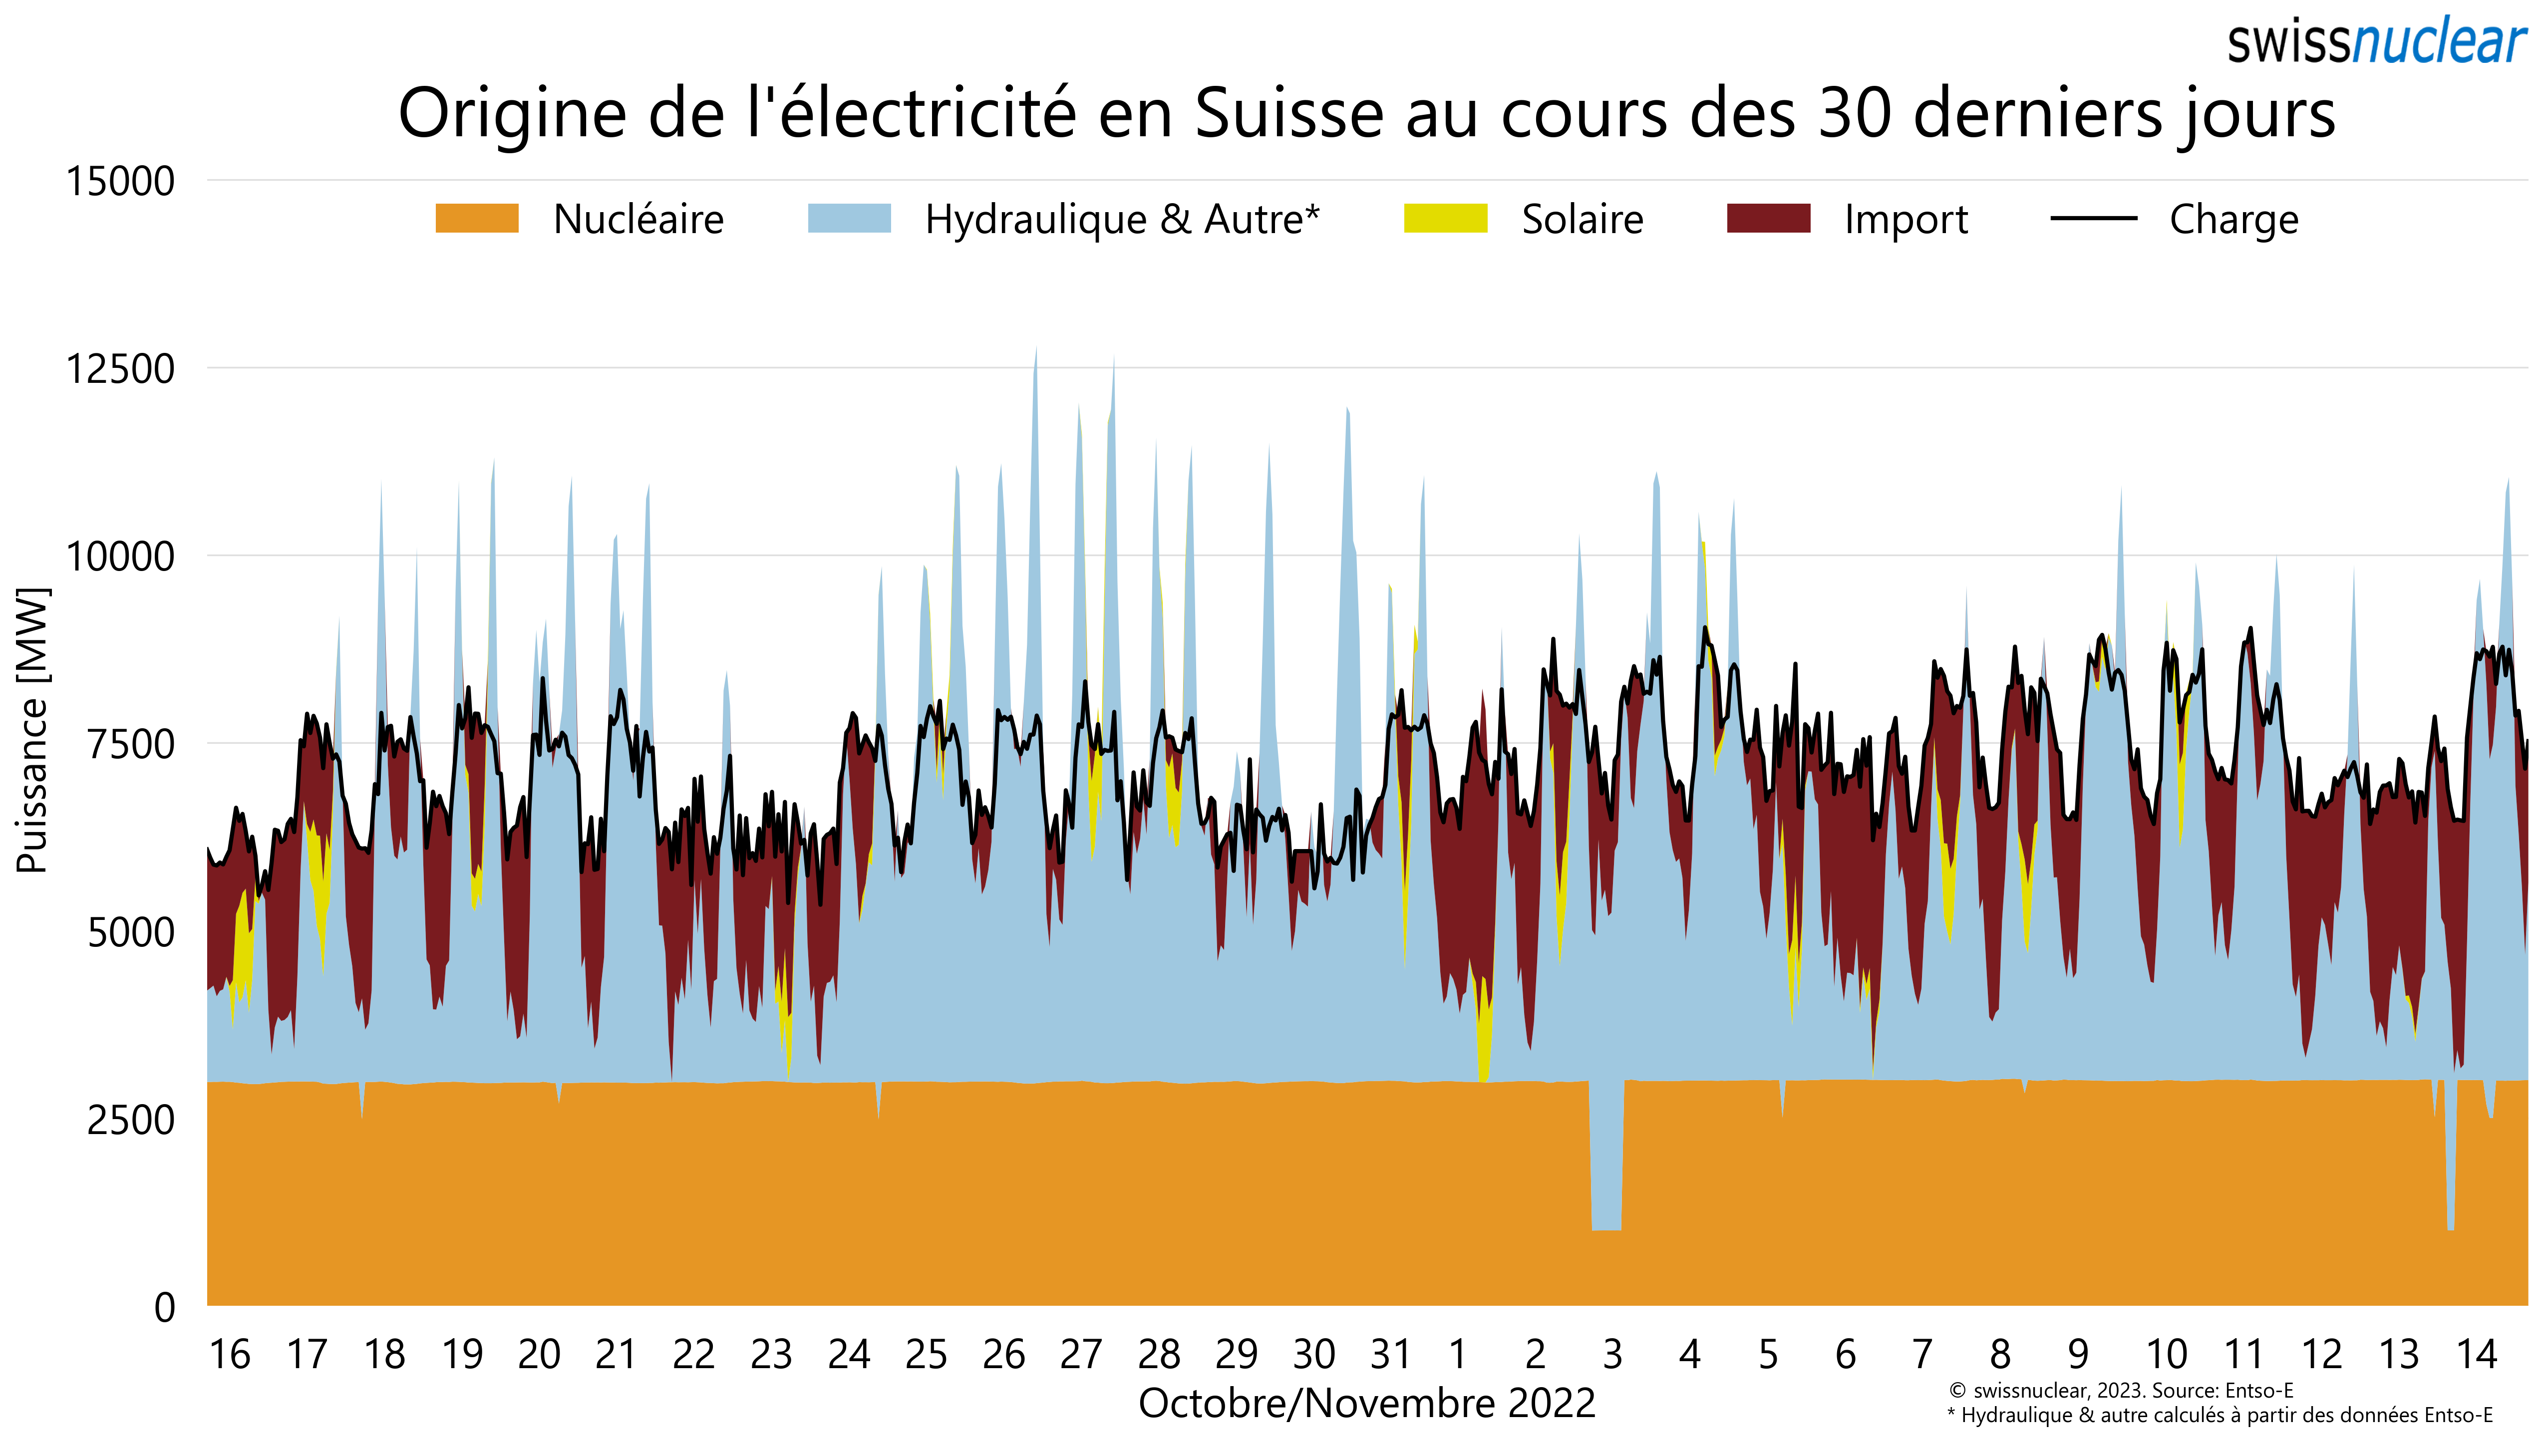 swissnuclear
Origine de l'électricité en Suisse au cours des 30 derniers jours
15000
Nucléaire Hydraulique & Autre* Solaire Import Charge
12500
10000
7500
5000
2500
0
Puissance [MW]
16 17 18 19 20 21 22 23 24 25 26 27 28 29 30 31 1 2 3 4 5 6 7 8 9 10 11 12 13 14
Octobre/Novembre 2022
© swissnuclear, 2023. Source: Entso-E
* Hydraulique & autre calculés à partir des données Entso-E